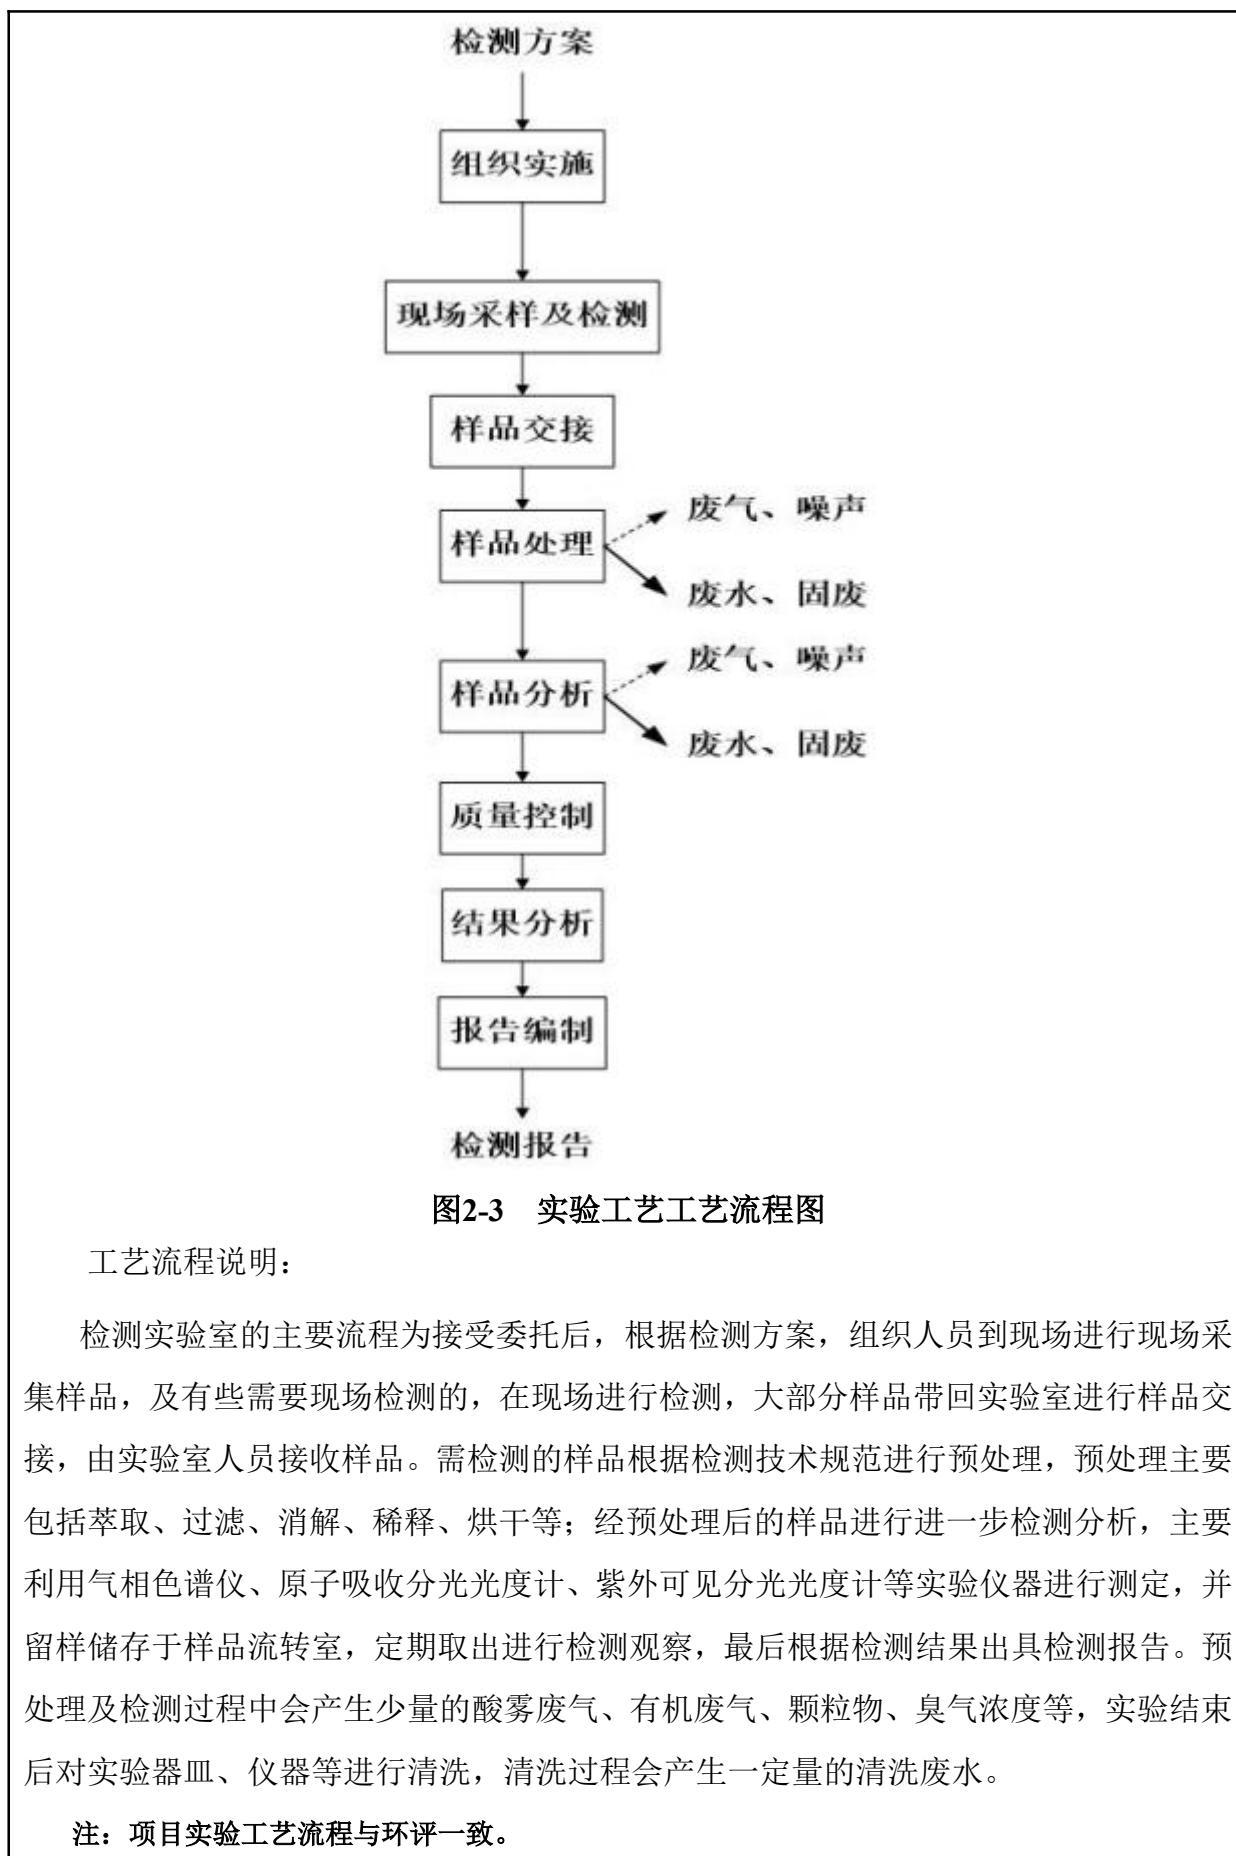 检测方案
组织实施
现场采样及检测
样品交接
样品处理
废气、噪声
废水、固废
样品分析
废气、噪声
废水、固废
质量控制
结果分析
报告编制
检测报告
图2-3 实验工艺工艺流程图
工艺流程说明：
检测实验室的主要流程为接受委托后，根据检测方案，组织人员到现场进行现场采
集样品，及有些需要现场检测的，在现场进行检测，大部分样品带回实验室进行样品交
接，由实验室人员接收样品。需检测的样品根据检测技术规范进行预处理，预处理主要
包括萃取、过滤、消解、稀释、烘干等；经预处理后的样品进行进一步检测分析，主要
利用气相色谱仪、原子吸收分光光度计、紫外可见分光光度计等实验仪器进行测定，并
留样储存于样品流转室，定期取出进行检测观察，最后根据检测结果出具检测报告。预
处理及检测过程中会产生少量的酸雾废气、有机废气、颗粒物、臭气浓度等，实验结束
后对实验器皿、仪器等进行清洗，清洗过程会产生一定量的清洗废水。
注：项目实验工艺流程与环评一致。